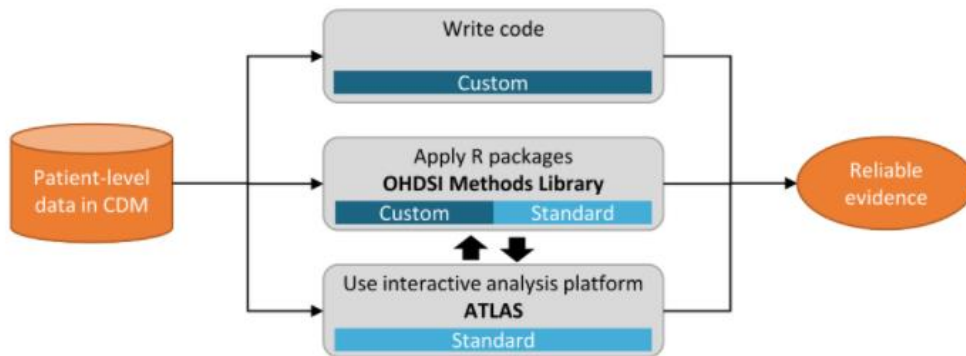 Write code
Custom
Patient-level
data in CDM
Apply R packages
OHDSI Methods Library
Custom Standard
Reliable
evidence
Use interactive analysis platform
ATLAS
Standard